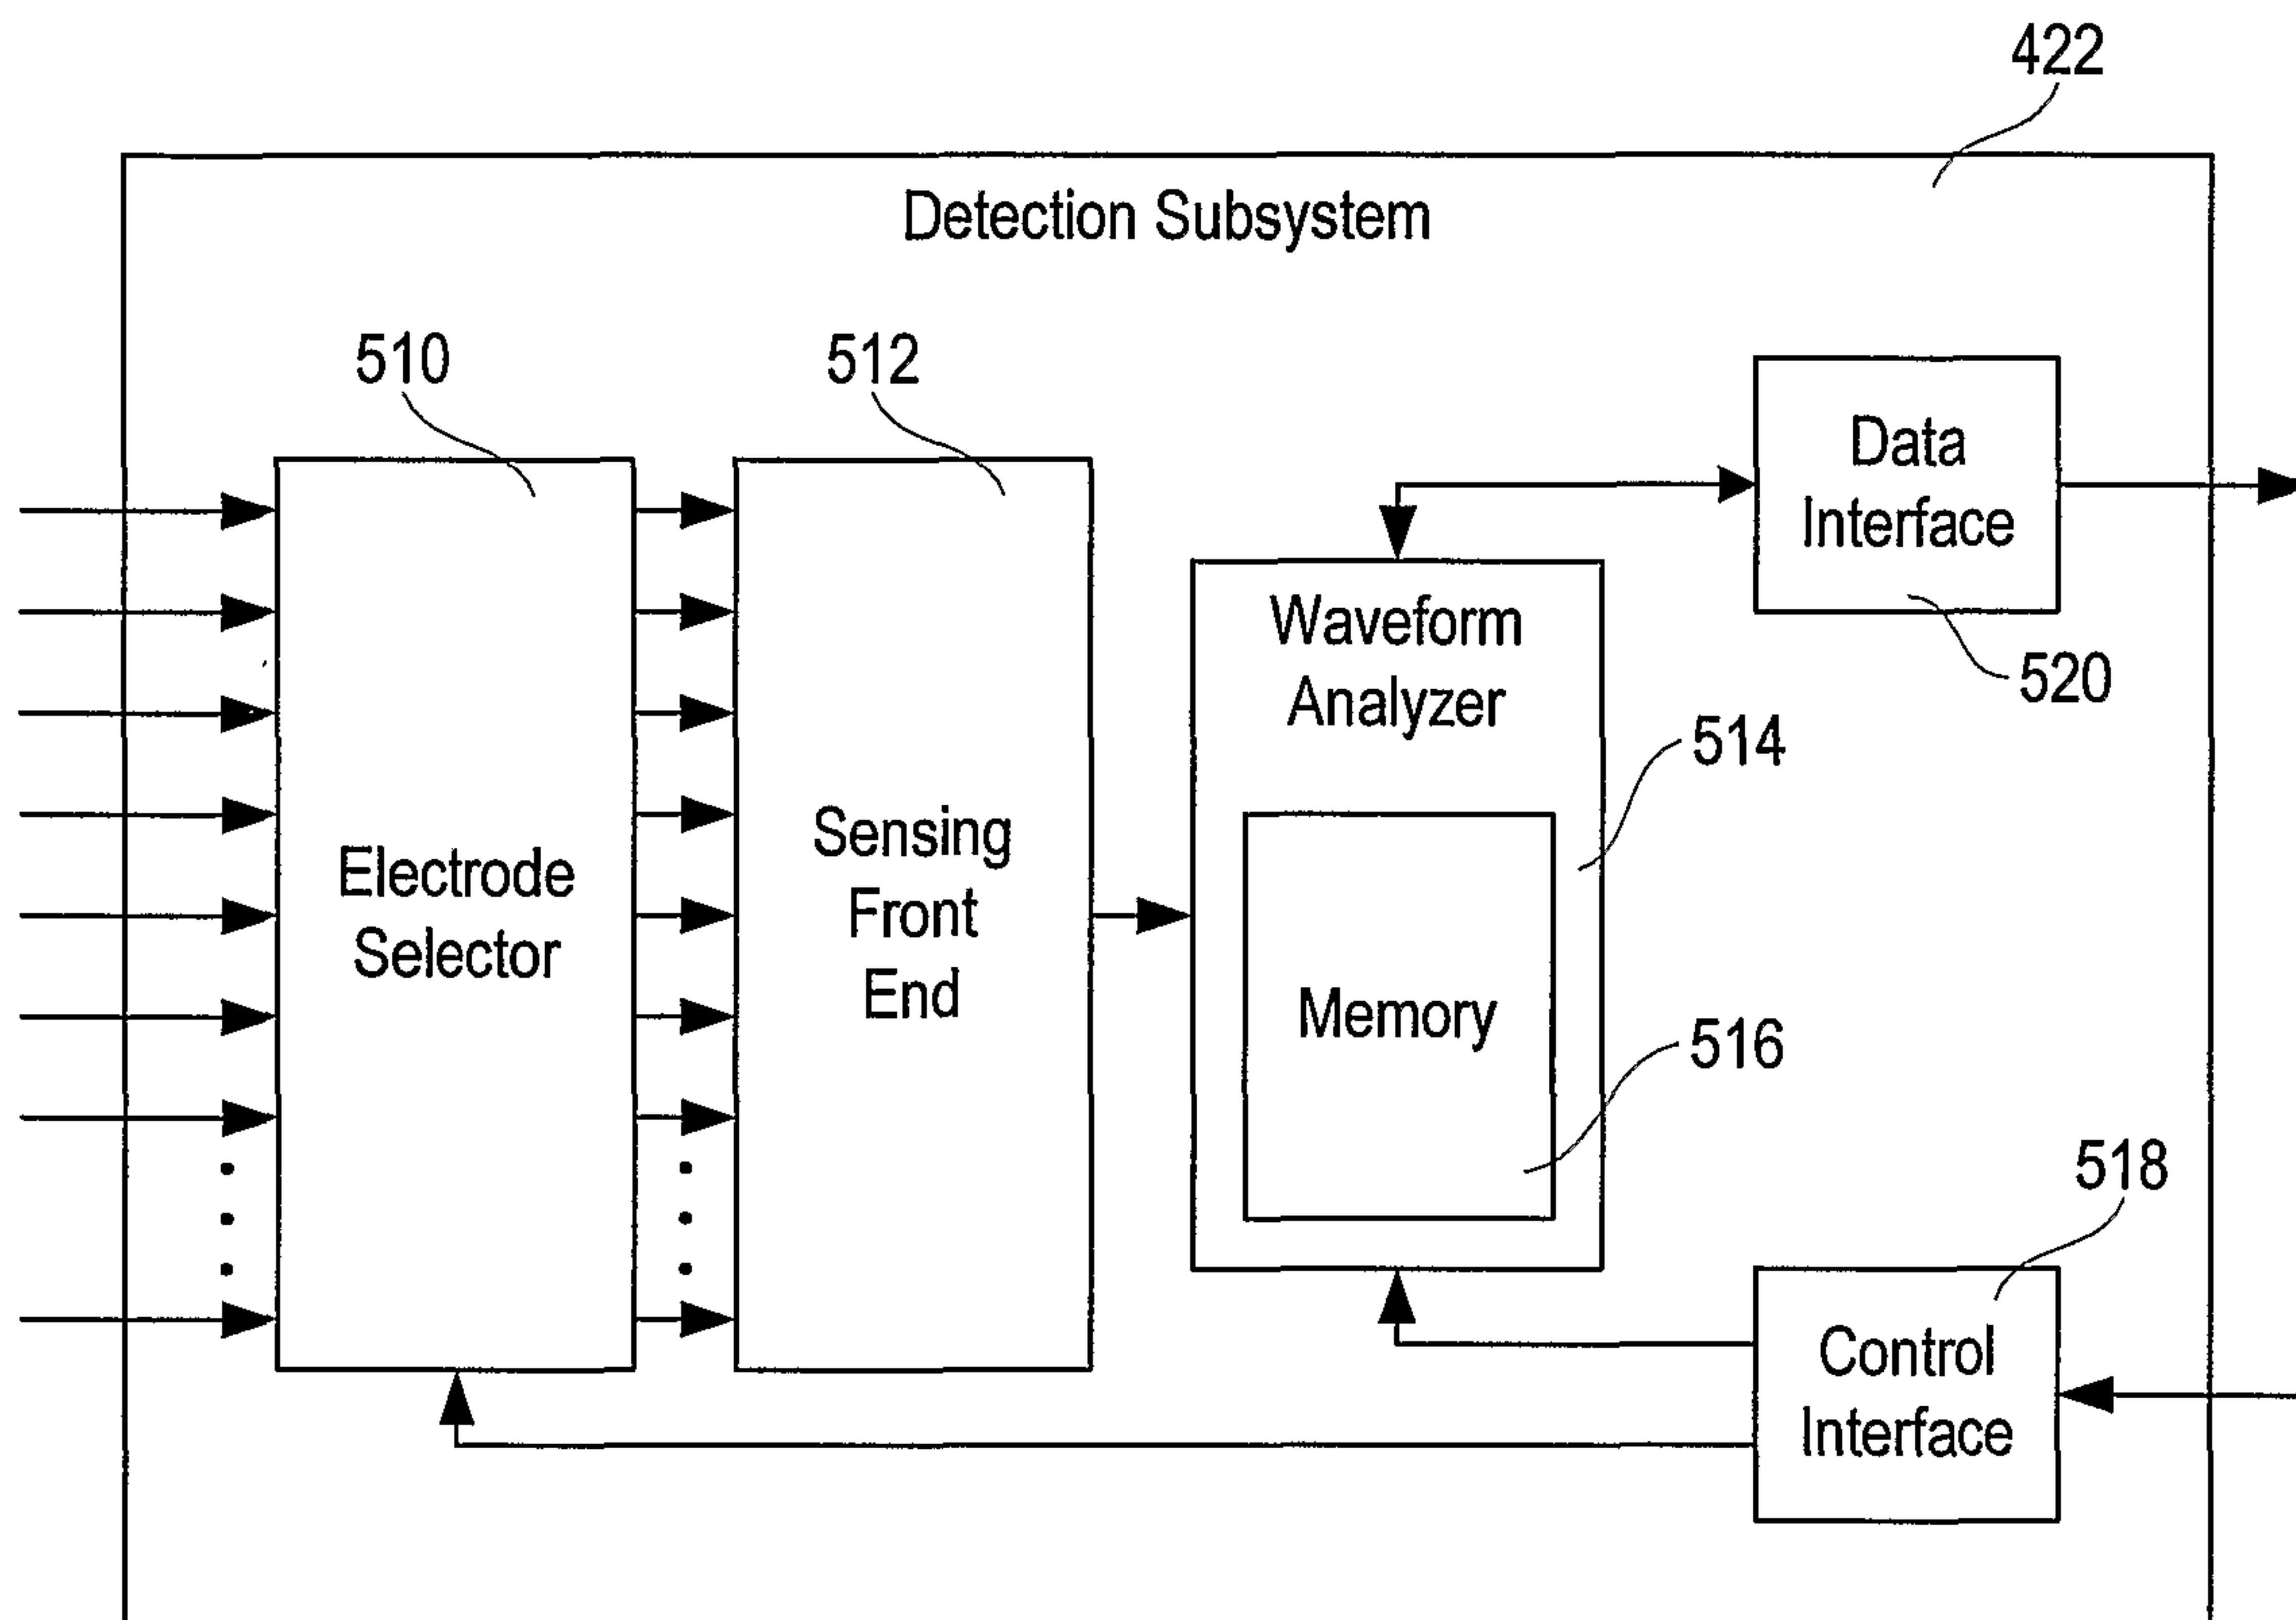 422
Detection Subsystem
510
512
Data
Interface
520
Waveform
Analyzer
514
Sensing
Front
End
Electrode
Selector
Memory
516
518
Control
Interface